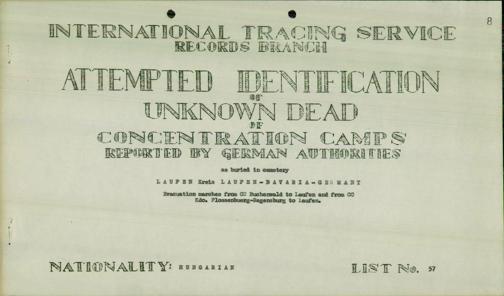 8
INTERNATIONAL TRACING SERVICE
RECORDS BRANCH
ATTEMPTED IDENTIFICATION
OF
UNKNOWN DEAD
OF
CONCENTRATION CAMPS
REPORTED BY GERMAN AUTHORITIES
as buried in cemetery
LAUFEN Kreis LAUFEN-BAVARIA-GERMANY
Evacuation marches from CC Buchenwald to Laufen and from CC
Kdo. Flossenbuerg-Regensburg to Laufen.
NATIONALITY: HUNGARIAN LIST No. 57